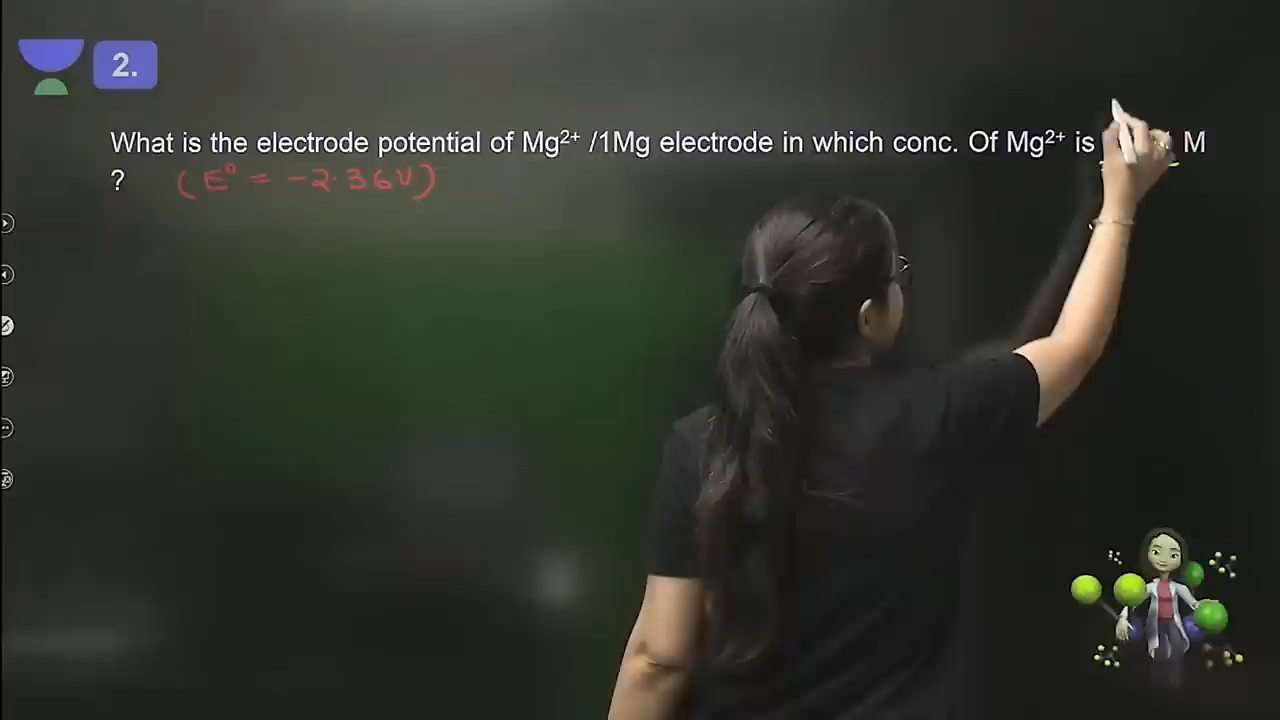 2.
What is the electrode potential of Mg²⁺ /1Mg electrode in which conc. Of Mg²⁺ is M
? (E° = -2.36V)